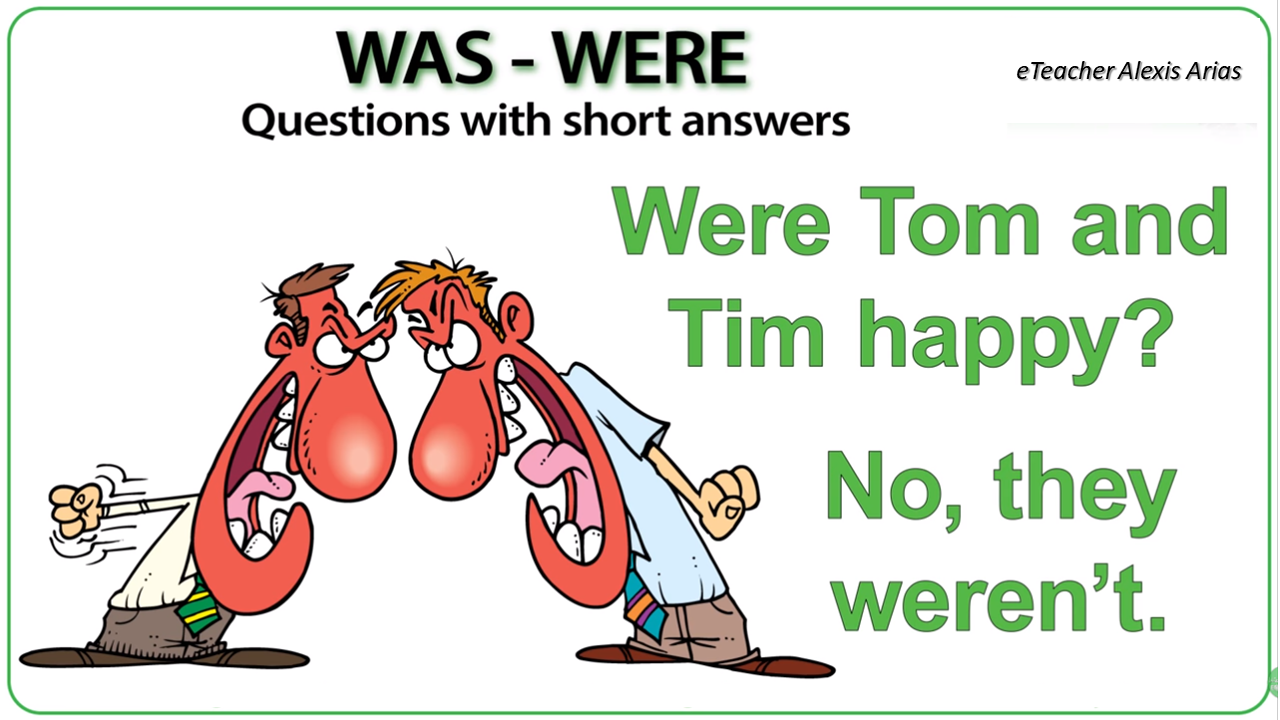 WAS - WERE
Questions with short answers
eTeacher Alexis Arias
Were Tom and
Tim happy?
No, they
weren’t.